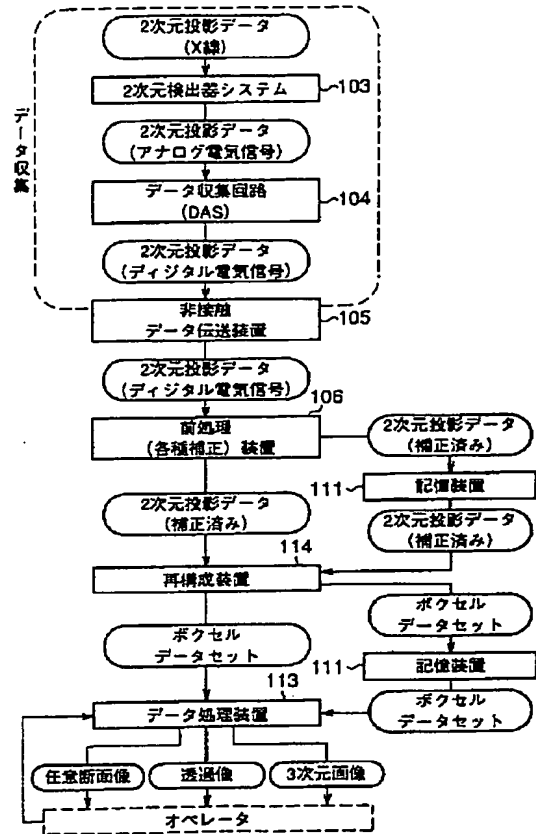 2次元投影データ
(X線)
2次元検出器システム
103
2次元投影データ
(アナログ電気信号)
データ収集
データ収集回路
(DAS)
104
2次元投影データ
(ディジタル電気信号)
非接触
データ伝送装置
105
2次元投影データ
(ディジタル電気信号)
106
前処理
(各種補正) 装置
2次元投影データ
(補正済み)
111
記憶装置
2次元投影データ
(補正済み)
2次元投影データ
(補正済み)
114
再構成装置
ボクセル
データセット
ボクセル
データセット
111
記憶装置
113
データ処理装置
ボクセル
データセット
任意断面像
透過像
3次元画像
オペレータ